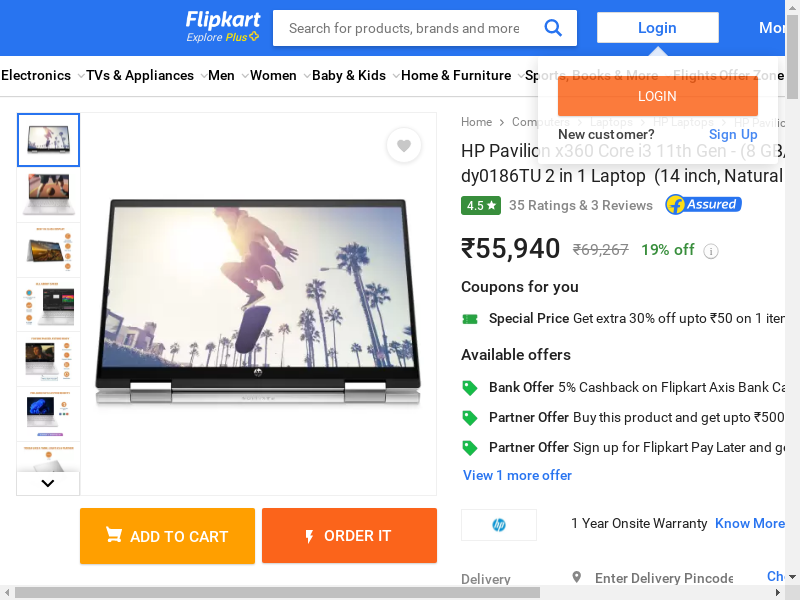 Flipkart
Explore Plus
Search for products, brands and more
Login
Mor
Electronics
TVs & Appliances
Men
Women
Baby & Kids
Home & Furniture
Sports, Books & More
Flights
Offer Zone
LOGIN
New customer?
Sign Up
Home
Computers
Laptops
HP Laptops
HP Pavilio
HP Pavilion x360 Core i3 11th Gen - (8 GB/
dy0186TU 2 in 1 Laptop (14 inch, Natural
4.5
35 Ratings & 3 Reviews
Assured
₹55,940
₹69,267
19% off
Coupons for you
Special Price Get extra 30% off upto ₹50 on 1 iter
Available offers
Bank Offer 5% Cashback on Flipkart Axis Bank Ca
Partner Offer Buy this product and get upto ₹500
Partner Offer Sign up for Flipkart Pay Later and ge
View 1 more offer
ADD TO CART
ORDER IT
hp
1 Year Onsite Warranty
Know More
Delivery
Enter Delivery Pincode
Che